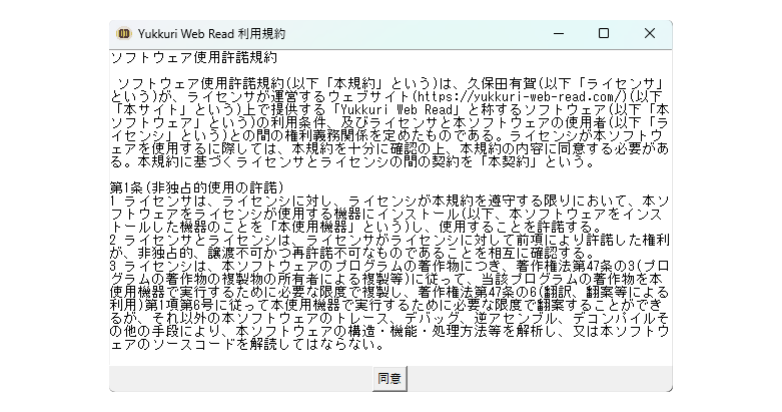 Yukkuri Web Read 利用規約
ソフトウェア使用許諾規約
ソフトウェア使用許諾規約(以下「本規約」という)は、久保田有賀(以下「ライセンサ」
という)が、ライセンサが運営するウェブサイト(https://yukkuri-web-read.com/)(以下
「本サイト」という)上で提供する「Yukkuri Web Read」と称するソフトウェア(以下「本
ソフトウェア」という)の利用条件、及びライセンサと本ソフトウェアの使用者(以下「ラ
イセンシ」という)との間の権利義務関係を定めたものである。ライセンシが本ソフトウ
ェアを使用するに際しては、本規約を十分に確認の上、本規約の内容に同意する必要があ
る。本規約に基づくライセンサとライセンシの間の契約を「本契約」という。
第1条(非独占的使用の許諾)
1 ライセンサは、ライセンシに対し、ライセンシが本規約を遵守する限りにおいて、本ソ
フトウェアをライセンシが使用する機器にインストール(以下、本ソフトウェアをインス
トールした機器のことを「本使用機器」という)し、使用することを許諾する。
2 ライセンサとライセンシは、ライセンサがライセンシに対して前項により許諾した権利
が、非独占的、譲渡不可かつ再許諾不可なものであることを相互に確認する。
3 ライセンシは、本ソフトウェアのプログラムの著作物につき、著作権法第47条の3(プロ
グラムの著作物の複製物の所有者による複製等)に従って、当該プログラムの著作物を本
使用機器で実行するために必要な限度で複製し、著作権法第47条の6(翻訳、翻案等による
利用)第1項第6号に従って本使用機器で実行するために必要な限度で翻案することができ
るが、それ以外の本ソフトウェアのトレース、デバッグ、逆アセンブル、デコンパイルそ
の他の手段により、本ソフトウェアの構造・機能・処理方法等を解析し、又は本ソフトウ
ェアのソースコードを解読してはならない。
同意